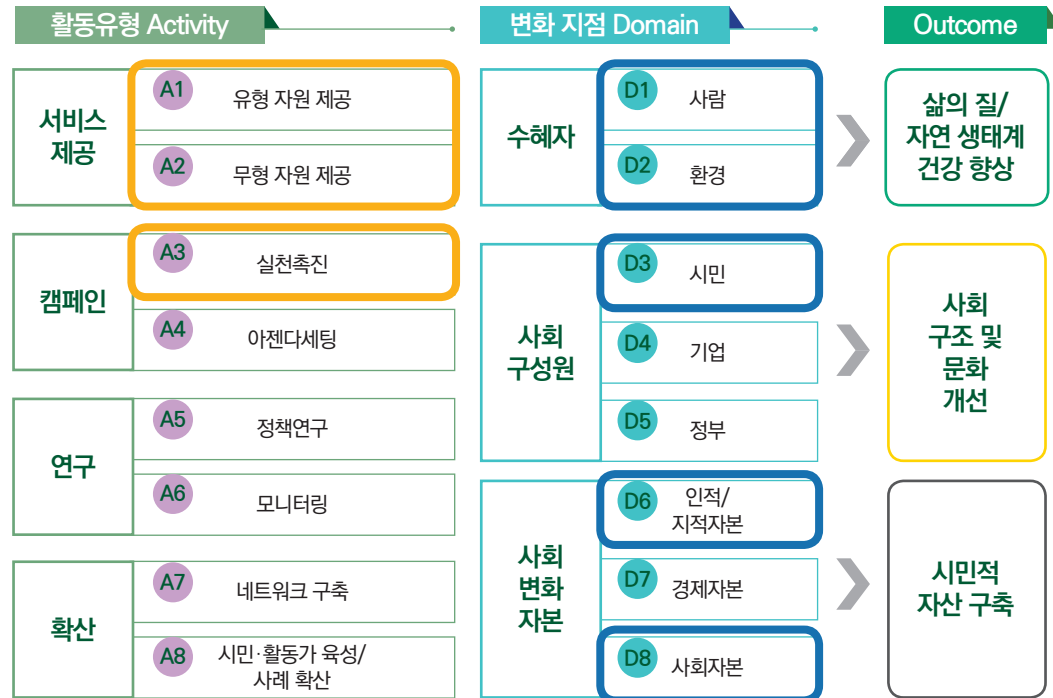 활동유형 Activity
변화 지점 Domain
Outcome
서비스
제공
A1
유형 자원 제공
A2
무형 자원 제공
캠페인
A3
실천촉진
A4
아젠다세팅
연구
A5
정책연구
A6
모니터링
확산
A7
네트워크 구축
A8
시민·활동가 육성/
사례 확산
수혜자
D1
사람
D2
환경
사회
구성원
D3
시민
D4
기업
D5
정부
사회
변화
자본
D6
인적/
지적자본
D7
경제자본
D8
사회자본
삶의 질/
자연 생태계
건강 향상
사회
구조 및
문화
개선
시민적
자산 구축